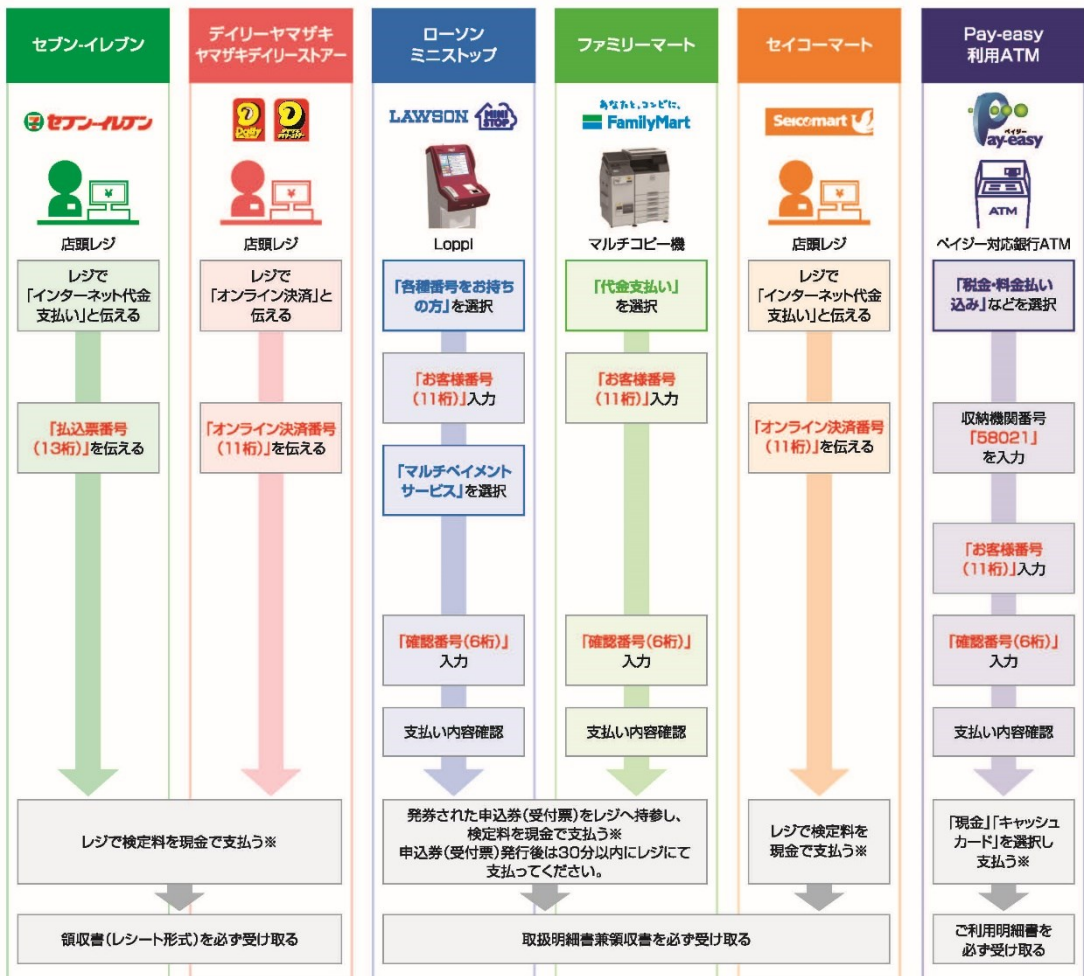 セブン-イレブン
セブン-イレブン
店頭レジ
レジで
「インターネット代金
支払い」と伝える
「払込票番号
(13桁)」を伝える
デイリーヤマザキ
ヤマザキデイリーストアー
Daily
店頭レジ
レジで
「オンライン決済」と
伝える
「オンライン決済番号
(11桁)」を伝える
レジで検定料を現金で支払う※
領収書(レシート形式)を必ず受け取る
ローソン
ミニストップ
LAWSON
MINI
STOP
Loppi
「各種番号をお持ち
の方」を選択
「お客様番号
(11桁)」入力
「マルチペイメント
サービス」を選択
「確認番号(6桁)」
入力
支払い内容確認
ファミリーマート
あなたと、コンビに、
FamilyMart
マルチコピー機
「代金支払い」
を選択
「お客様番号
(11桁)」入力
「確認番号(6桁)」
入力
支払い内容確認
発券された申込券(受付票)をレジへ持参し、
検定料を現金で支払う※
申込券(受付票)発行後は30分以内にレジにて
支払ってください。
セイコーマート
Seicomart
店頭レジ
レジで
「インターネット代金
支払い」と伝える
「オンライン決済番号
(11桁)」を伝える
レジで検定料を
現金で支払う※
取扱明細書兼領収書を必ず受け取る
Pay-easy
利用ATM
ペイジー
Pay-easy
ATM
ペイジー対応銀行ATM
「税金・料金払い
込み」などを選択
収納機関番号
「58021」
を入力
「お客様番号
(11桁)」入力
「確認番号(6桁)」
入力
支払い内容確認
「現金」「キャッシュ
カード」を選択し
支払う※
ご利用明細書を
必ず受け取る